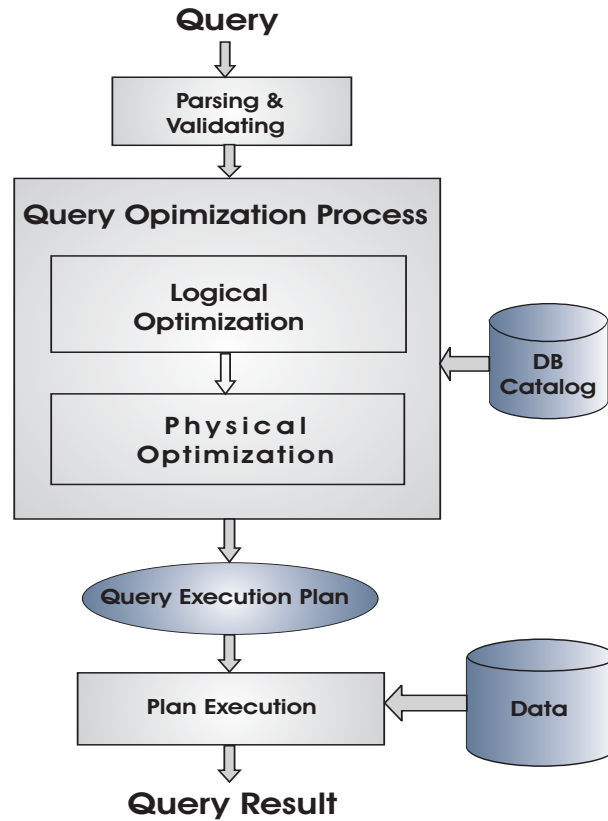 Query
Parsing &
Validating
Query Opimization Process
Logical
Optimization
DB
Catalog
Physical
Optimization
Query Execution Plan
Plan Execution
Data
Query Result